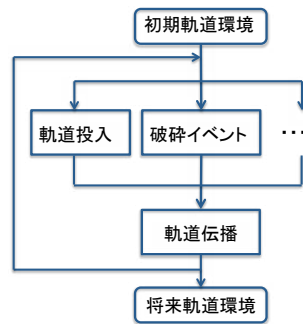 初期軌道環境
軌道投入
破砕イベント
…
軌道伝播
将来軌道環境